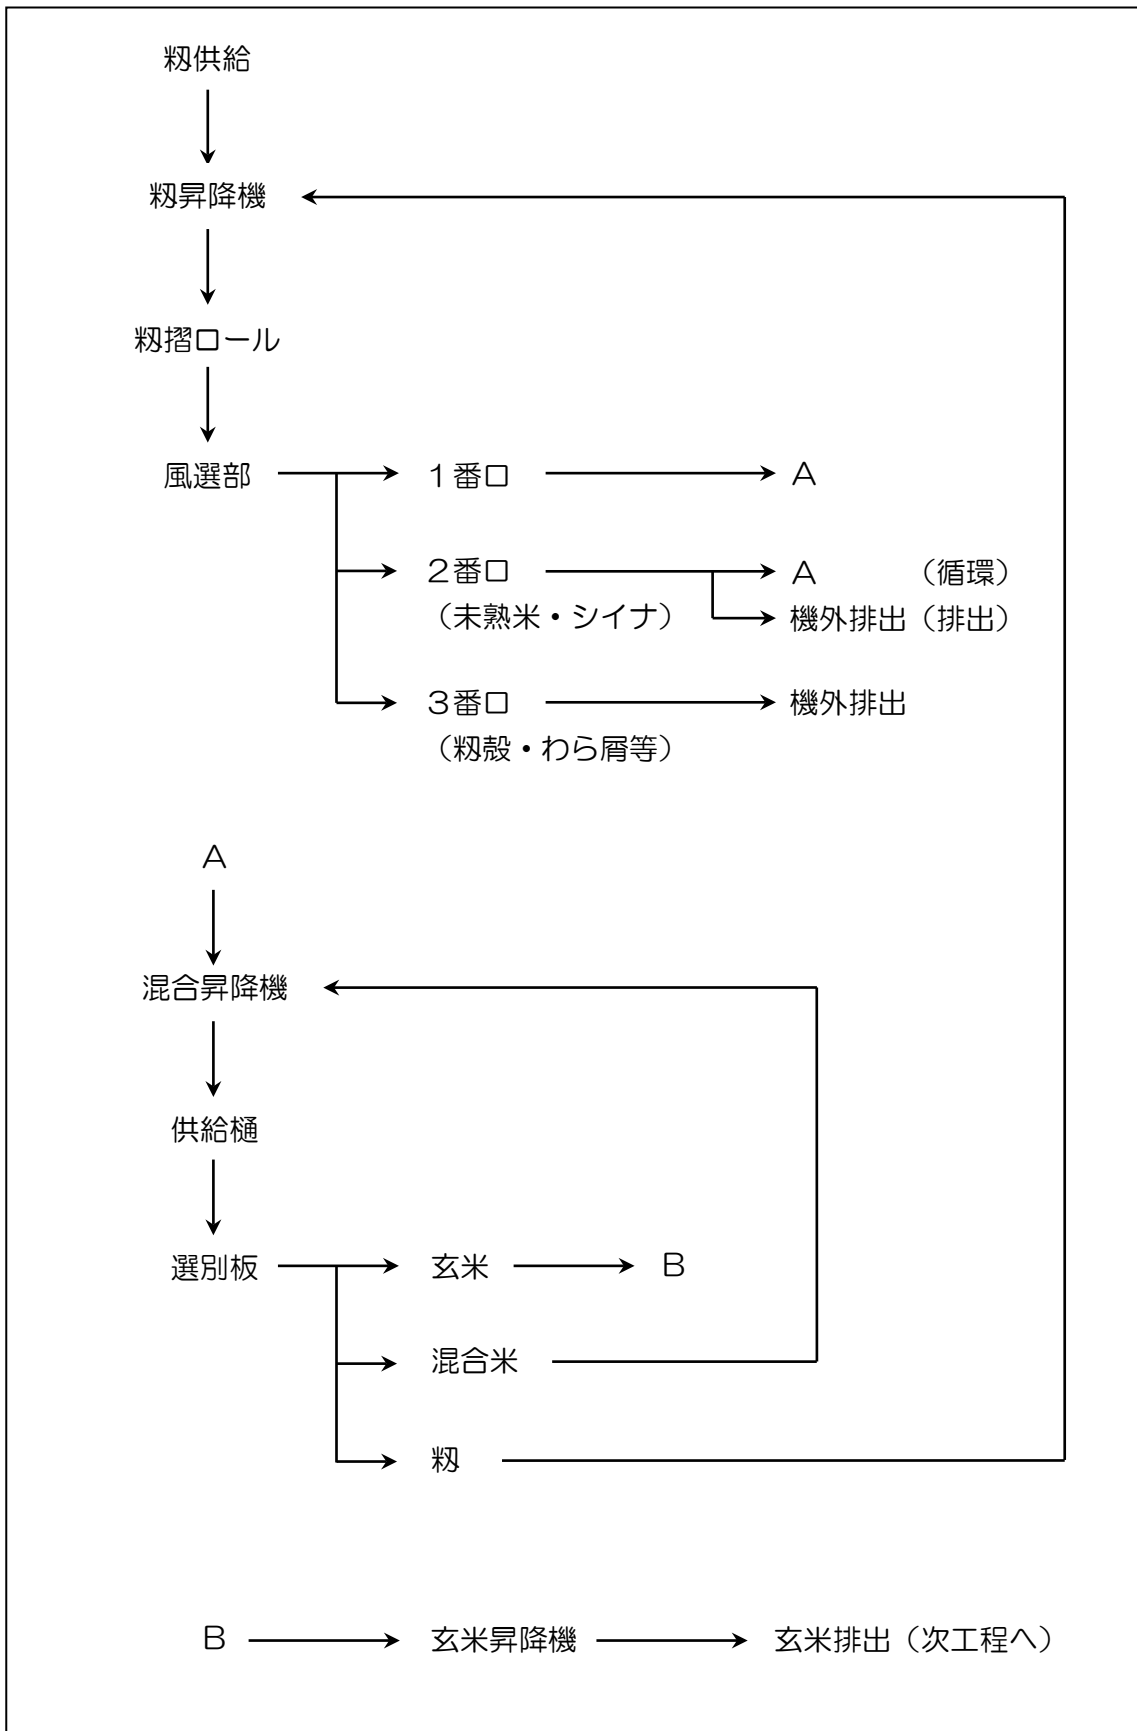 籾供給
籾昇降機
籾摺ロール
風選部 1番口 A
2番口 A (循環)
(未熟米・シイナ) 機外排出(排出)
3番口 機外排出
(籾殻・わら屑等)
A
混合昇降機
供給樋
選別板 玄米 B
混合米
籾
B 玄米昇降機 玄米排出(次工程へ)